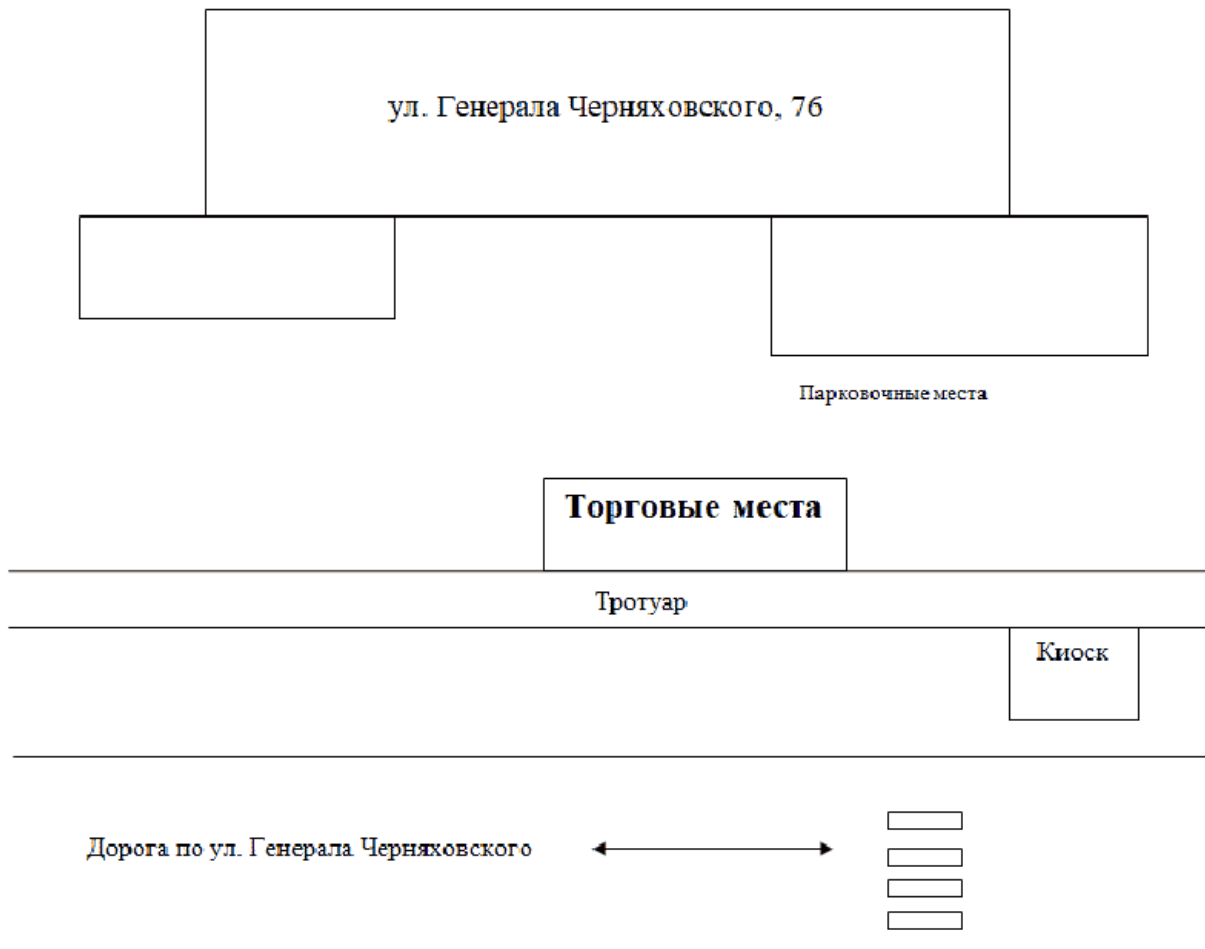 ул. Генерала Черняховского, 76
Парковочные места
Торговые места
Тротуар
Киоск
Дорога по ул. Генерала Черняховского